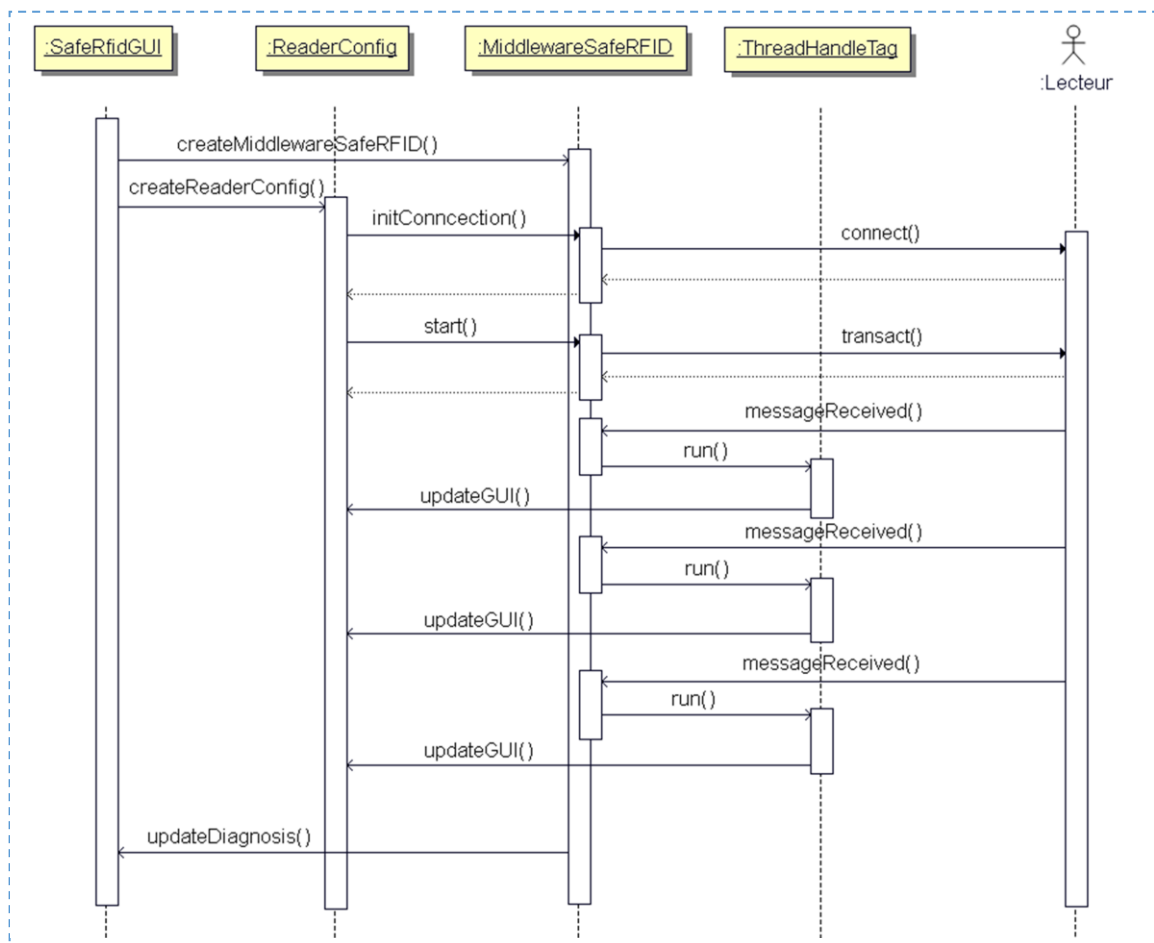 :SafeRfidGUI
:ReaderConfig
:MiddlewareSafeRFID
:ThreadHandleTag
:Lecteur
createMiddlewareSafeRFID()
createReaderConfig()
initConncection()
connect()
start()
transact()
messageReceived()
run()
updateGUI()
messageReceived()
run()
updateGUI()
messageReceived()
run()
updateGUI()
updateDiagnosis()